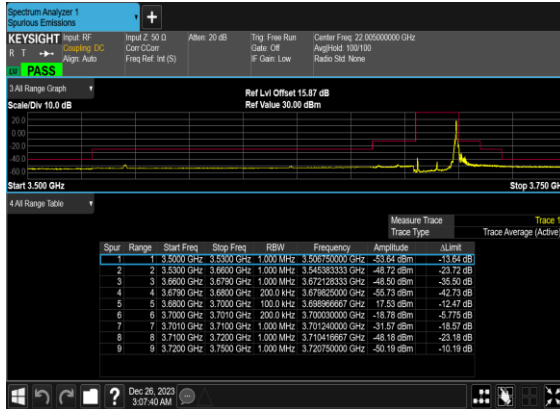 Spectrum Analyzer 1
Spurious Emissions
+
KEYSIGHT Input: RF Input Z: 50 Ω Atten: 20 dB Trig: Free Run Center Freq: 22.005000000 GHz
R T Coupling: DC Corr CCorr Gate: Off Avg|Hold: 100/100
Align: Auto Freq Ref: Int (S) IF Gain: Low Radio Std: None
PASS
3 All Range Graph Ref Lvl Offset 15.87 dB
Scale/Div 10.0 dB Ref Value 30.00 dBm
20.0
0.00
-20.0
-40.0
-60.0
Start 3.500 GHz Stop 3.750 GH
4 All Range Table
Measure Trace Trace 1
Trace Type Trace Average (Active)
Spur Range Start Freq Stop Freq RBW Frequency Amplitude ΔLimit
1 1 3.5000 GHz 3.5300 GHz 1.000 MHz 3.506750000 GHz -53.64 dBm -13.64 dB
2 2 3.5300 GHz 3.6600 GHz 1.000 MHz 3.545383333 GHz -48.72 dBm -23.72 dB
3 3 3.6600 GHz 3.6790 GHz 1.000 MHz 3.672128333 GHz -48.50 dBm -35.50 dB
4 4 3.6790 GHz 3.6800 GHz 200.0 kHz 3.679825000 GHz -55.73 dBm -42.73 dB
5 5 3.6800 GHz 3.7000 GHz 100.0 kHz 3.698966667 GHz 17.53 dBm -12.47 dB
6 6 3.7000 GHz 3.7010 GHz 200.0 kHz 3.700030000 GHz -18.78 dBm -5.775 dB
7 7 3.7010 GHz 3.7100 GHz 1.000 MHz 3.701240000 GHz -31.57 dBm -18.57 dB
8 8 3.7100 GHz 3.7200 GHz 1.000 MHz 3.710416667 GHz -48.18 dBm -23.18 dB
9 9 3.7200 GHz 3.7500 GHz 1.000 MHz 3.720750000 GHz -50.19 dBm -10.19 dB
? Dec 26, 2023
3:07:40 AM